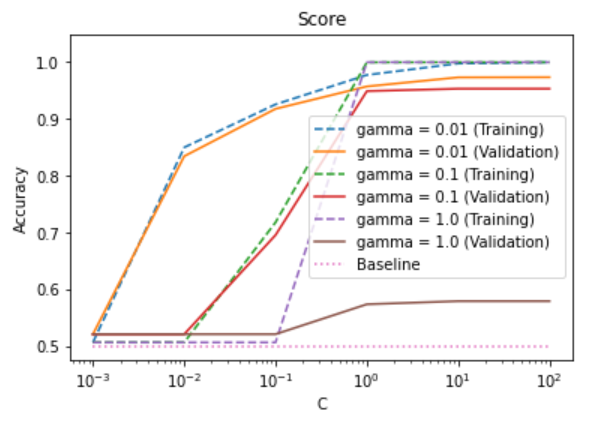 Score
Accuracy
1.0
0.9
0.8
0.7
0.6
0.5
gamma = 0.01 (Training)
gamma = 0.01 (Validation)
gamma = 0.1 (Training)
gamma = 0.1 (Validation)
gamma = 1.0 (Training)
gamma = 1.0 (Validation)
Baseline
10⁻³ 10⁻² 10⁻¹ 10⁰ 10¹ 10²
C